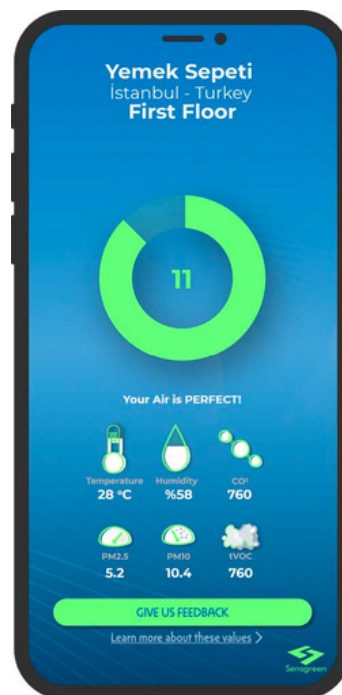 Yemek Sepeti
İstanbul - Turkey
First Floor
11
Your Air is PERFECT!
Temperature Humidity CO²
28 °C %58 760
PM2.5 PM10 tVOC
5.2 10.4 760
GIVE US FEEDBACK
Learn more about these values >
Sensgreen